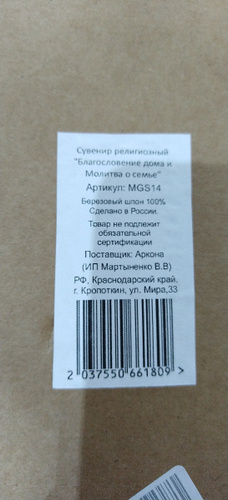 Сувенир религиозный
"Благословение дома и
Молитва о семье"
Артикул: MGS14
Березовый шпон 100%
Сделано в России.
Товар не подлежит
обязательной
сертификации
Поставщик: Аркона
(ИП Мартыненко В.В)
РФ, Краснодарский край,
г. Кропоткин, ул. Мира,33
2 037550 661809 >